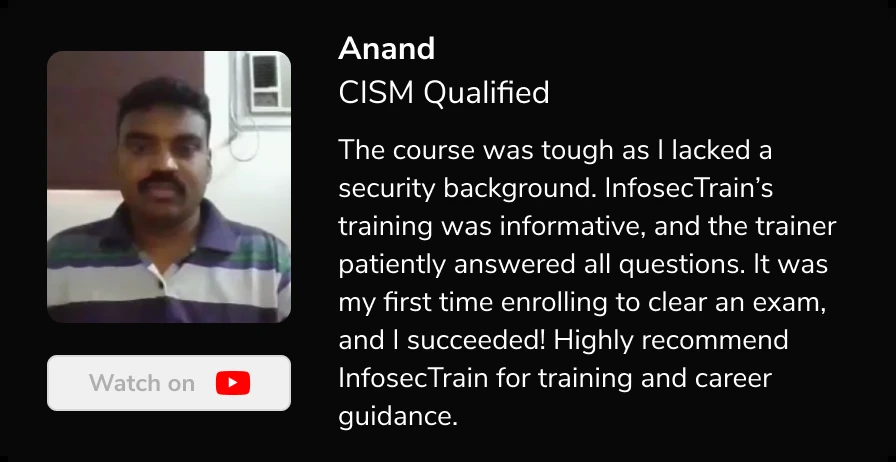 Anand
CISM Qualified
The course was tough as I lacked a
security background. InfosecTrain’s
training was informative, and the trainer
patiently answered all questions. It was
my first time enrolling to clear an exam,
and I succeeded! Highly recommend
InfosecTrain for training and career
guidance.
Watch on